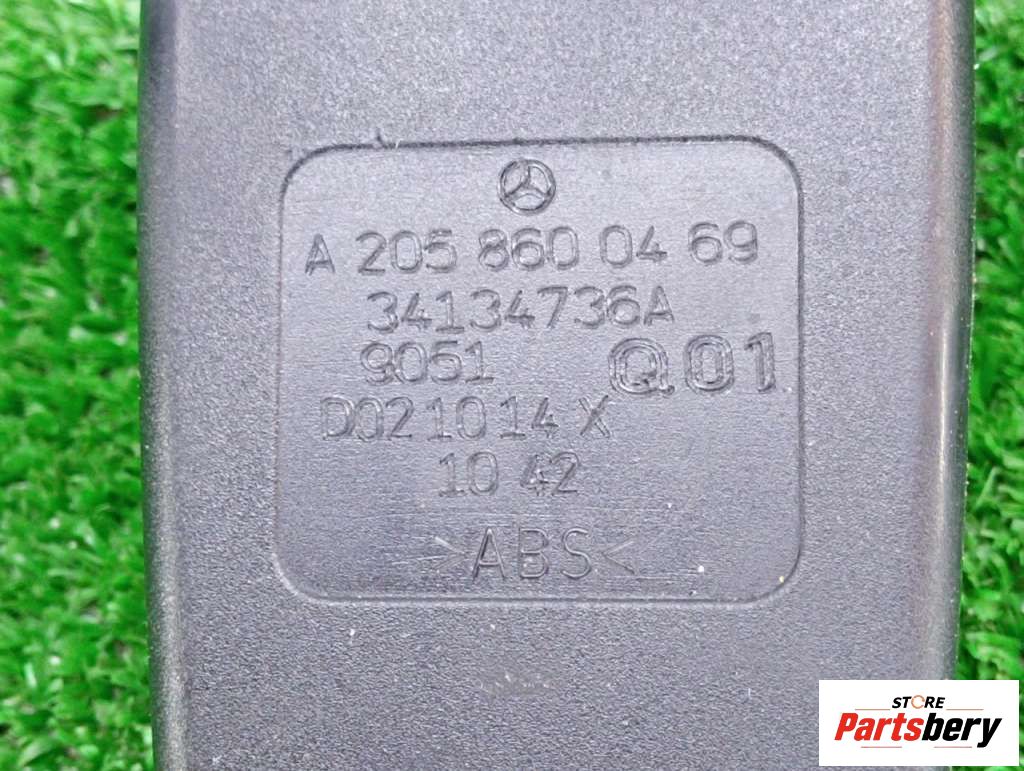 A 205 860 04 69
34134736A
9051
Q01
D021014 X
10 42
>ABS<
STORE
Partsbery